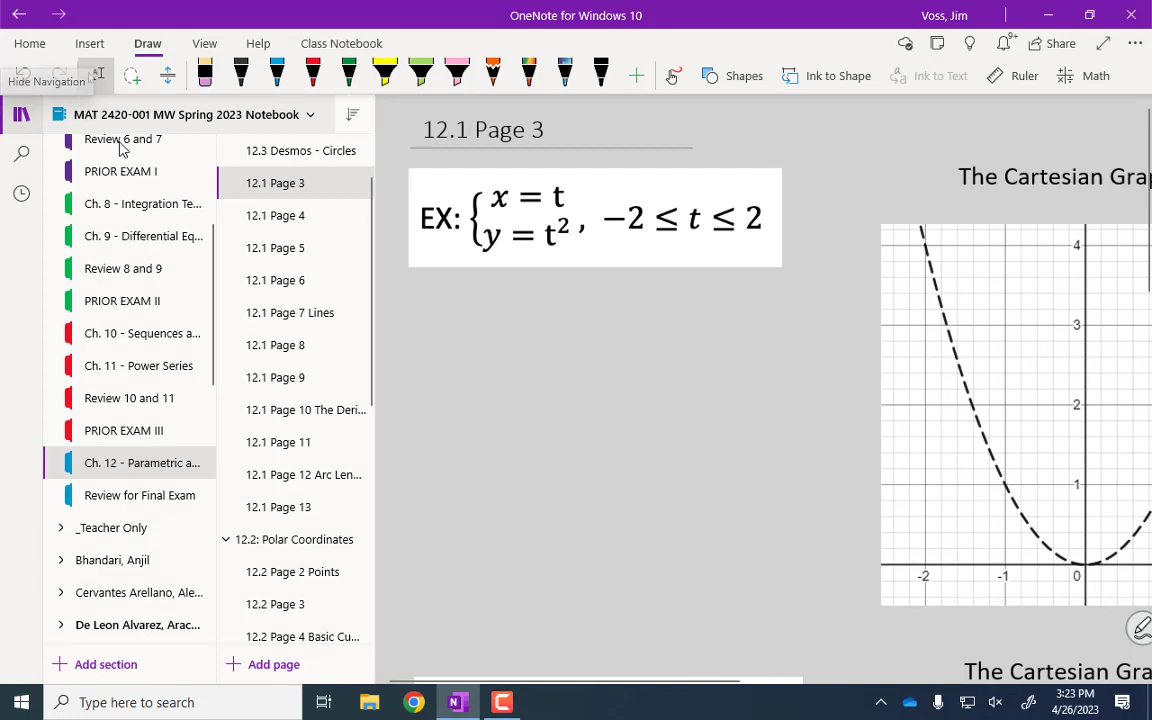 OneNote for Windows 10
Voss, Jim
Home Insert Draw View Help Class Notebook
Share
Hide Navigation
Shapes Ink to Shape Ink to Text Ruler Math
MAT 2420-001 MW Spring 2023 Notebook
Review 6 and 7
PRIOR EXAM I
Ch. 8 - Integration Te...
Ch. 9 - Differential Eq...
Review 8 and 9
PRIOR EXAM II
Ch. 10 - Sequences a...
Ch. 11 - Power Series
Review 10 and 11
PRIOR EXAM III
Ch. 12 - Parametric a...
Review for Final Exam
_Teacher Only
Bhandari, Anjil
Cervantes Arellano, Ale...
De Leon Alvarez, Arac...
Add section
12.3 Desmos - Circles
12.1 Page 3
12.1 Page 4
12.1 Page 5
12.1 Page 6
12.1 Page 7 Lines
12.1 Page 8
12.1 Page 9
12.1 Page 10 The Deri...
12.1 Page 11
12.1 Page 12 Arc Len...
12.1 Page 13
12.2: Polar Coordinates
12.2 Page 2 Points
12.2 Page 3
12.2 Page 4 Basic Cu...
Add page
12.1 Page 3
EX: { x = t
y = t² , −2 ≤ t ≤ 2
The Cartesian Gra
4
3
2
1
-2 -1 0
The Cartesian Gra
Type here to search
3:23 PM
4/26/2023